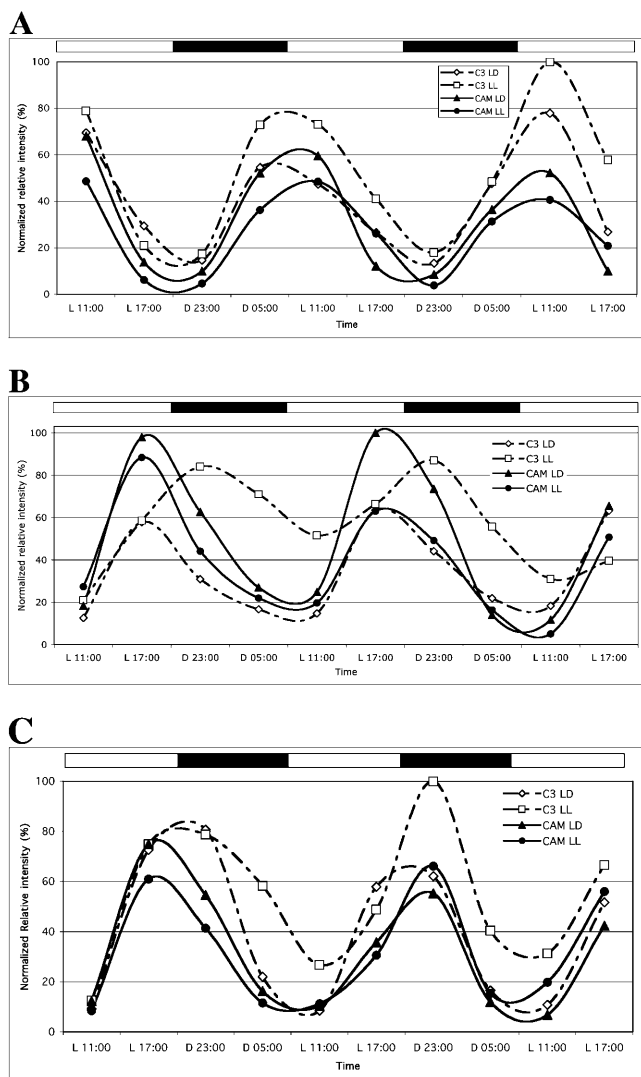 A
C3 LD
C3 LL
CAM LD
CAM LL
Normalized relative intensity (%)
100
80
60
40
20
0
L 11:00 L 17:00 D 23:00 D 05:00 L 11:00 L 17:00 D 23:00 D 05:00 L 11:00 L 17:00
Time
B
C3 LD
C3 LL
CAM LD
CAM LL
Normalized relative intensity (%)
100
80
60
40
20
0
L 11:00 L 17:00 D 23:00 D 05:00 L 11:00 L 17:00 D 23:00 D 05:00 L 11:00 L 17:00
Time
C
C3 LD
C3 LL
CAM LD
CAM LL
Normalized Relative intensity (%)
100
80
60
40
20
0
L 11:00 L 17:00 D 23:00 D 05:00 L 11:00 L 17:00 D 23:00 D 05:00 L 11:00 L 17:00
Time